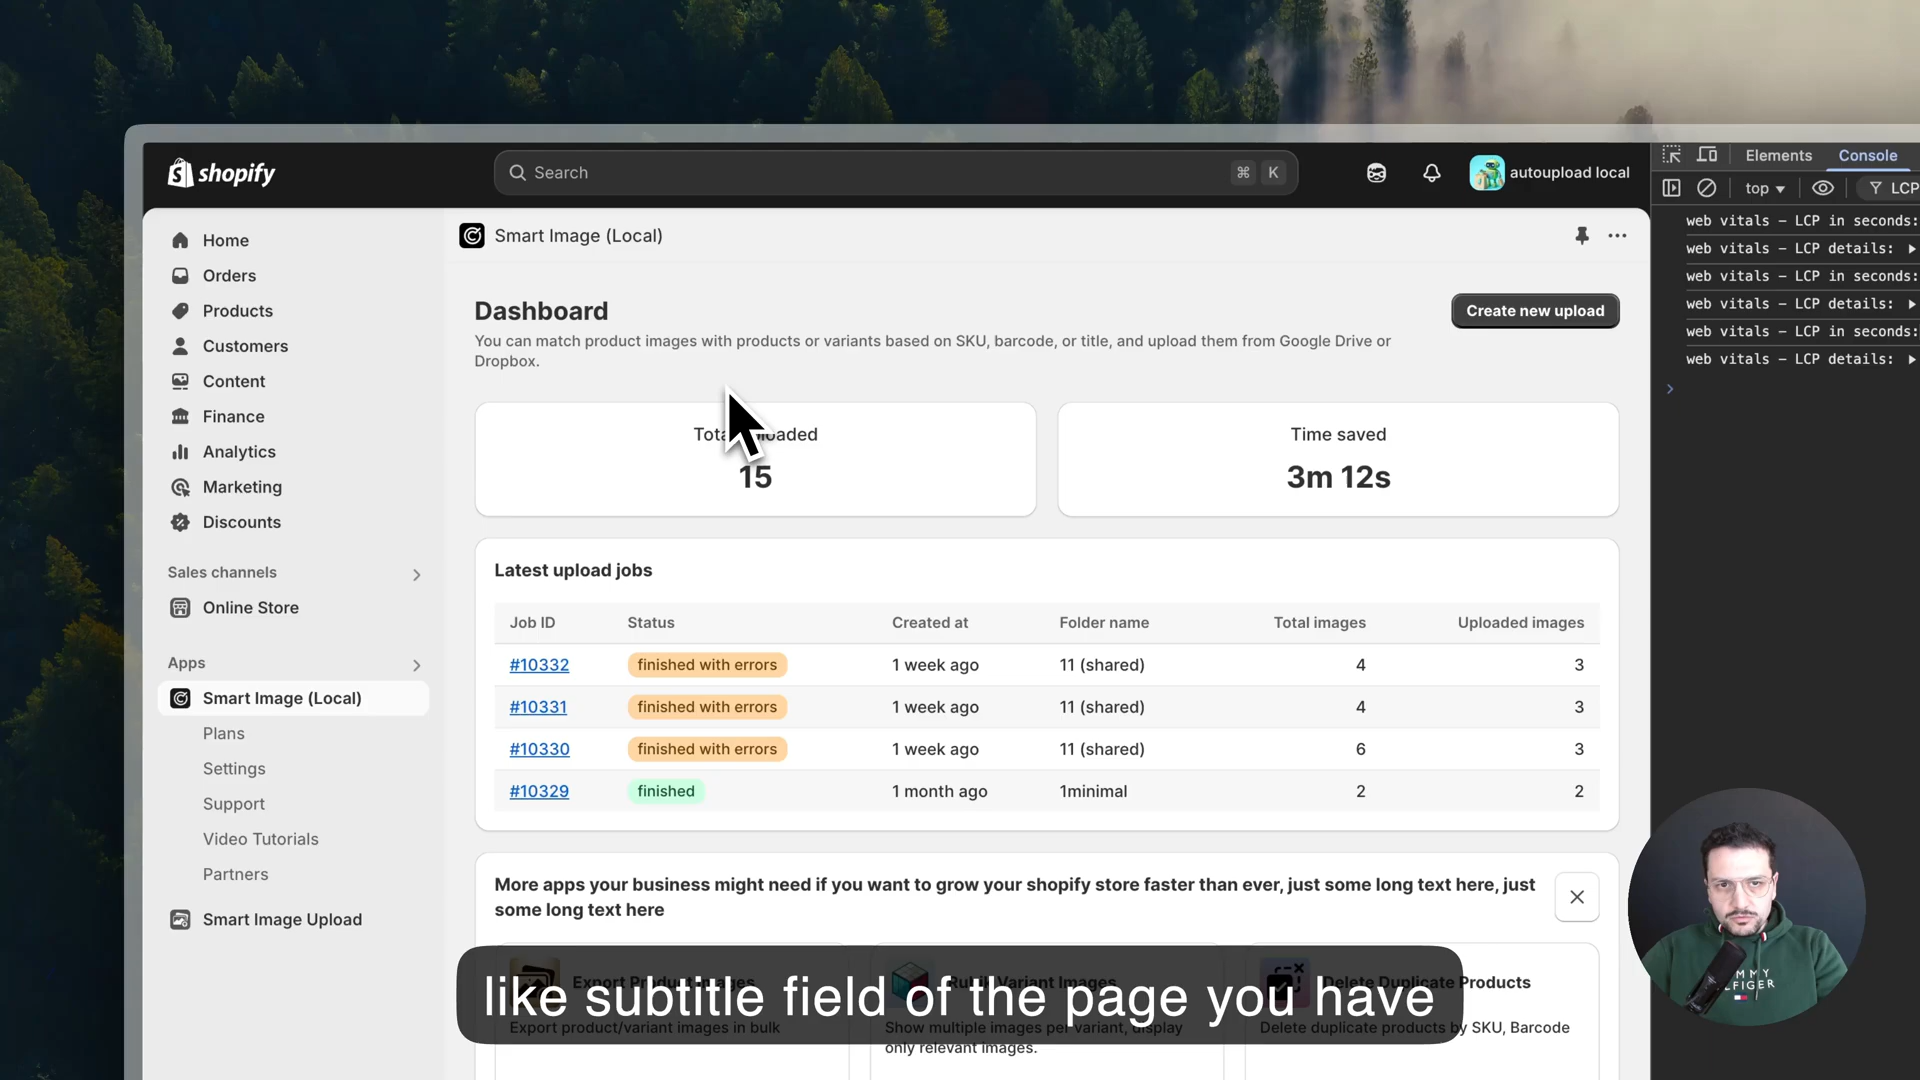 shopify
Search
⌘ K
autoupload local
Elements
Console
top
LCP
Home
Orders
Products
Customers
Content
Finance
Analytics
Marketing
Discounts
Sales channels
Online Store
Apps
Smart Image (Local)
Plans
Settings
Support
Video Tutorials
Partners
Smart Image Upload
Smart Image (Local)
Dashboard
Create new upload
You can match product images with products or variants based on SKU, barcode, or title, and upload them from Google Drive or
Dropbox.
15
Time saved
3m 12s
Latest upload jobs
Job ID Status Created at Folder name Total images Uploaded images
#10332 finished with errors 1 week ago 11 (shared) 4 3
#10331 finished with errors 1 week ago 11 (shared) 4 3
#10330 finished with errors 1 week ago 11 (shared) 6 3
#10329 finished 1 month ago 1minimal 2 2
More apps your business might need if you want to grow your shopify store faster than ever, just some long text here, just
some long text here
Export Product Images
Export product/variant images in bulk
Rubik Variant Images
Show multiple images per variant, display
only relevant images.
Delete Duplicate Products
Delete duplicate products by SKU, Barcode
like subtitle field of the page you have
web vitals – LCP in seconds:
web vitals – LCP details:
web vitals – LCP in seconds:
web vitals – LCP details:
web vitals – LCP in seconds:
web vitals – LCP details: